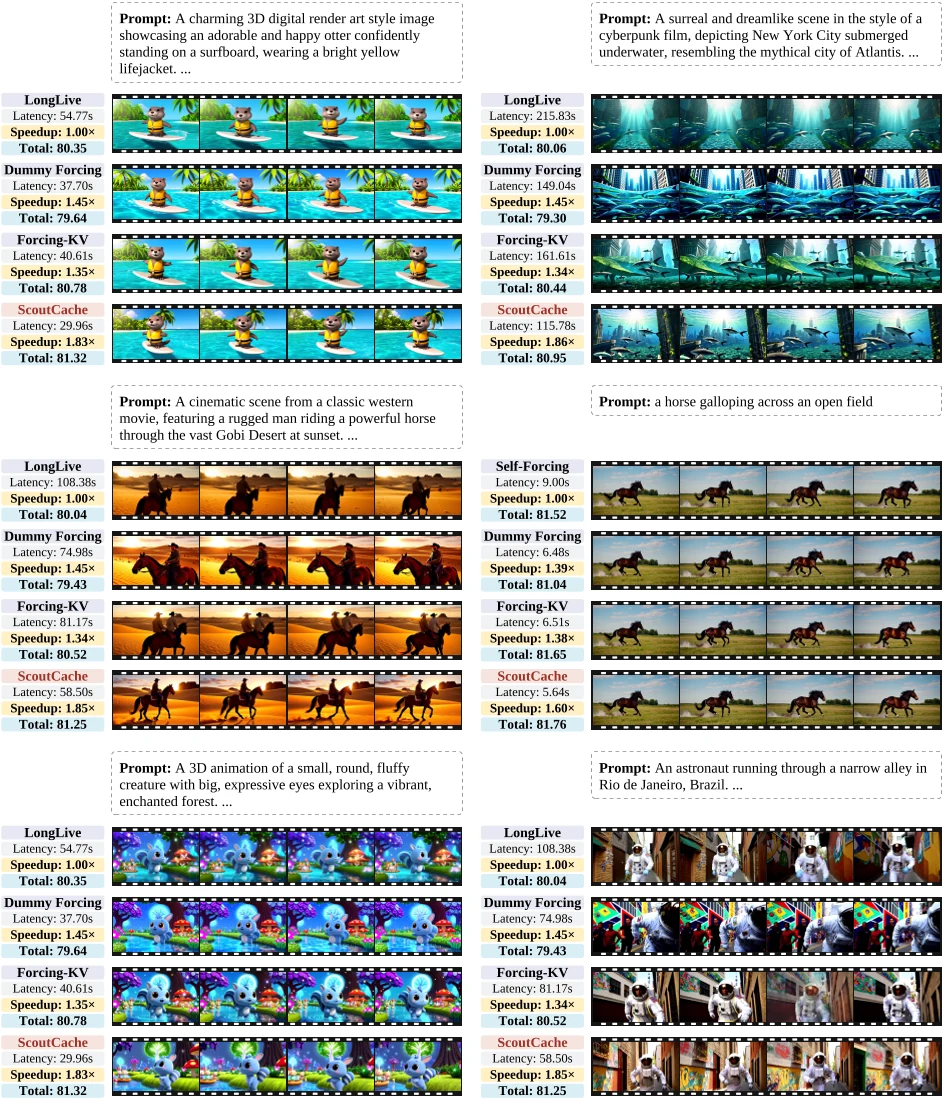 Prompt: A charming 3D digital render art style image
showcasing an adorable and happy otter confidently
standing on a surfboard, wearing a bright yellow
lifejacket. ...
LongLive
Latency: 54.77s
Speedup: 1.00×
Total: 80.35
Dummy Forcing
Latency: 37.70s
Speedup: 1.45×
Total: 79.64
Forcing-KV
Latency: 40.61s
Speedup: 1.35×
Total: 80.78
ScoutCache
Latency: 29.96s
Speedup: 1.83×
Total: 81.32
Prompt: A surreal and dreamlike scene in the style of a
cyberpunk film, depicting New York City submerged
underwater, resembling the mythical city of Atlantis. ...
LongLive
Latency: 215.83s
Speedup: 1.00×
Total: 80.06
Dummy Forcing
Latency: 149.04s
Speedup: 1.45×
Total: 79.30
Forcing-KV
Latency: 161.61s
Speedup: 1.34×
Total: 80.44
ScoutCache
Latency: 115.78s
Speedup: 1.86×
Total: 80.95
Prompt: A cinematic scene from a classic western
movie, featuring a rugged man riding a powerful horse
through the vast Gobi Desert at sunset. ...
LongLive
Latency: 108.38s
Speedup: 1.00×
Total: 80.04
Dummy Forcing
Latency: 74.98s
Speedup: 1.45×
Total: 79.43
Forcing-KV
Latency: 81.17s
Speedup: 1.34×
Total: 80.52
ScoutCache
Latency: 58.50s
Speedup: 1.85×
Total: 81.25
Prompt: a horse galloping across an open field
Self-Forcing
Latency: 9.00s
Speedup: 1.00×
Total: 81.52
Dummy Forcing
Latency: 6.48s
Speedup: 1.39×
Total: 81.04
Forcing-KV
Latency: 6.51s
Speedup: 1.38×
Total: 81.65
ScoutCache
Latency: 5.64s
Speedup: 1.60×
Total: 81.76
Prompt: A 3D animation of a small, round, fluffy
creature with big, expressive eyes exploring a vibrant,
enchanted forest. ...
LongLive
Latency: 54.77s
Speedup: 1.00×
Total: 80.35
Dummy Forcing
Latency: 37.70s
Speedup: 1.45×
Total: 79.64
Forcing-KV
Latency: 40.61s
Speedup: 1.35×
Total: 80.78
ScoutCache
Latency: 29.96s
Speedup: 1.83×
Total: 81.32
Prompt: An astronaut running through a narrow alley in
Rio de Janeiro, Brazil. ...
LongLive
Latency: 108.38s
Speedup: 1.00×
Total: 80.04
Dummy Forcing
Latency: 74.98s
Speedup: 1.45×
Total: 79.43
Forcing-KV
Latency: 81.17s
Speedup: 1.34×
Total: 80.52
ScoutCache
Latency: 58.50s
Speedup: 1.85×
Total: 81.25